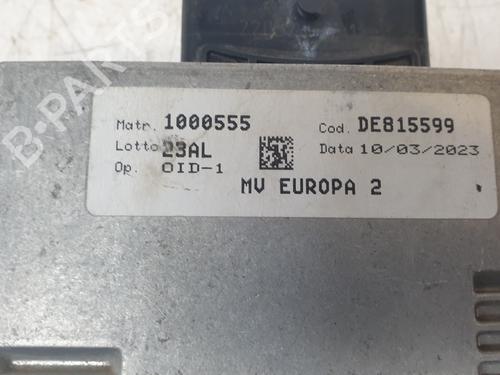 Matr. 1000555 Cod. DE815599
Lotto 23AL Data 10/03/2023
Op. OID-1
MV EUROPA 2
B-PARTS